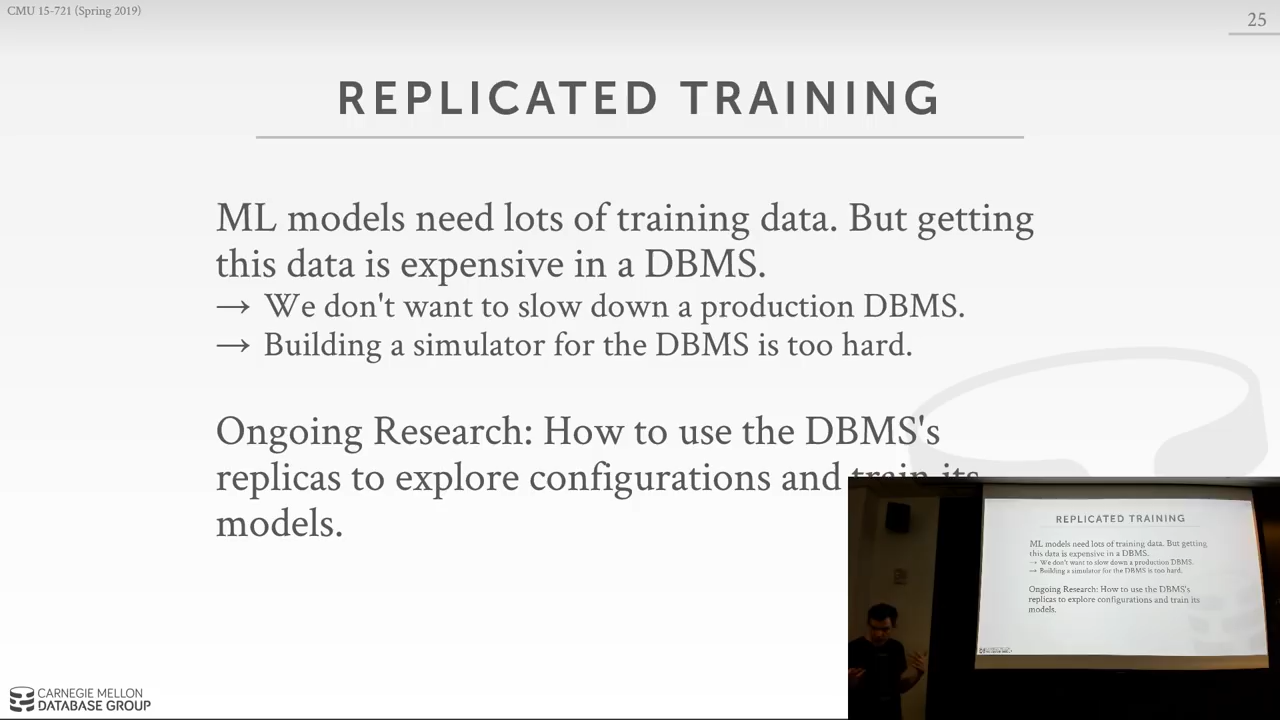 CMU 15-721 (Spring 2019)
25
REPLICATED TRAINING
ML models need lots of training data. But getting
this data is expensive in a DBMS.
→ We don't want to slow down a production DBMS.
→ Building a simulator for the DBMS is too hard.
Ongoing Research: How to use the DBMS's
replicas to explore configurations and train its
models.
REPLICATED TRAINING
ML models need lots of training data. But getting
this data is expensive in a DBMS.
→ We don't want to slow down a production DBMS.
→ Building a simulator for the DBMS is too hard.
Ongoing Research: How to use the DBMS's
replicas to explore configurations and train its
models.
CARNEGIE MELLON
DATABASE GROUP